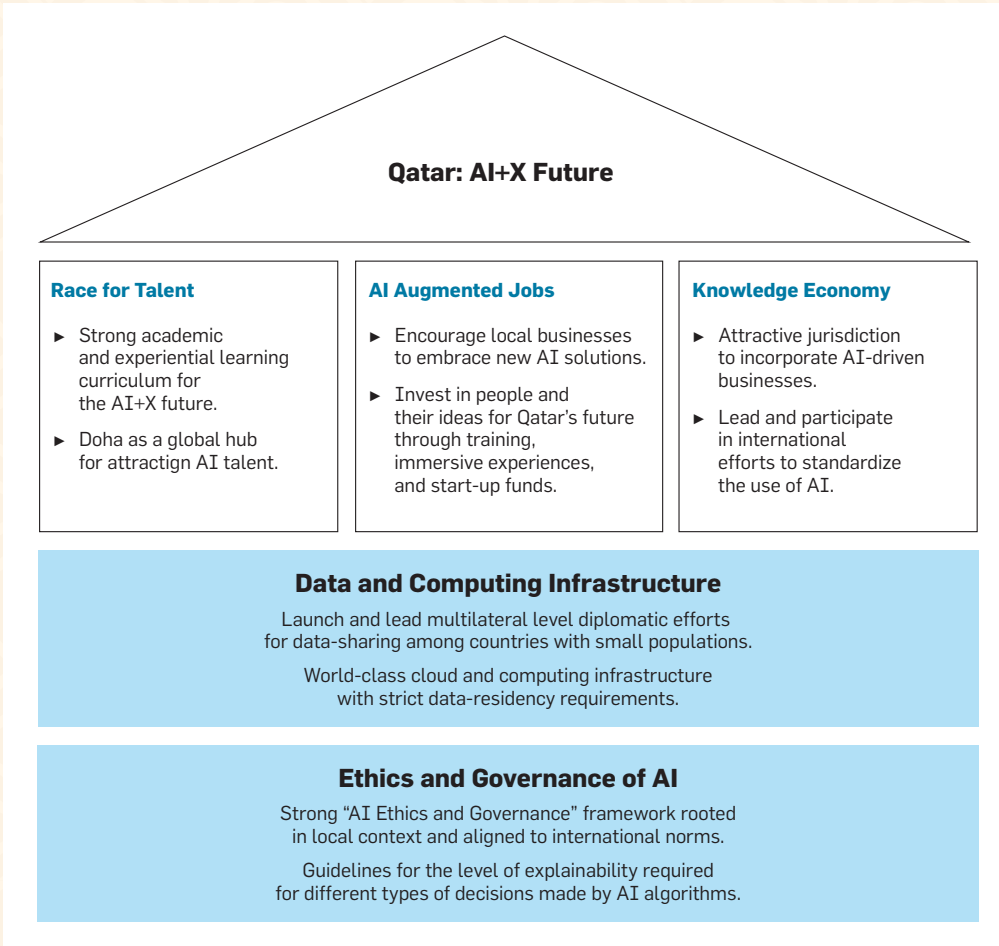 Qatar: AI+X Future
Race for Talent
► Strong academic
and experiential learning
curriculum for
the AI+X future.
► Doha as a global hub
for attractign AI talent.
AI Augmented Jobs
► Encourage local businesses
to embrace new AI solutions.
► Invest in people and
their ideas for Qatar’s future
through training,
immersive experiences,
and start-up funds.
Knowledge Economy
► Attractive jurisdiction
to incorporate AI-driven
businesses.
► Lead and participate
in international
efforts to standardize
the use of AI.
Data and Computing Infrastructure
Launch and lead multilateral level diplomatic efforts
for data-sharing among countries with small populations.
World-class cloud and computing infrastructure
with strict data-residency requirements.
Ethics and Governance of AI
Strong “AI Ethics and Governance” framework rooted
in local context and aligned to international norms.
Guidelines for the level of explainability required
for different types of decisions made by AI algorithms.